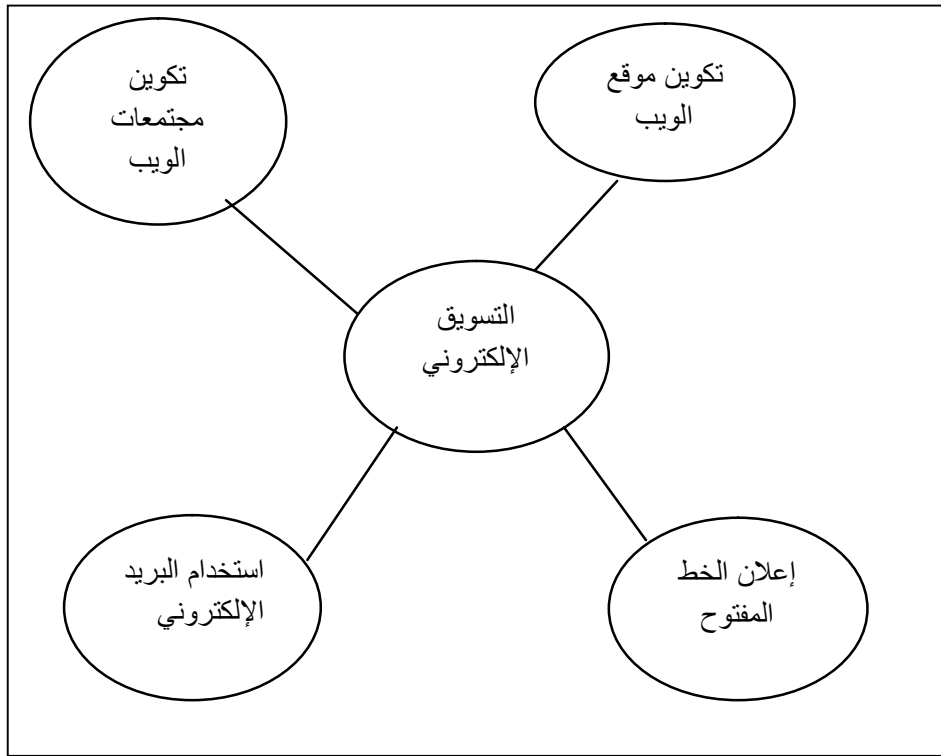 تكوين موقع
الويب
تكوين
مجتمعات
الويب
التسويق
الإلكتروني
إعلان الخط
المفتوح
استخدام البريد
الإلكتروني